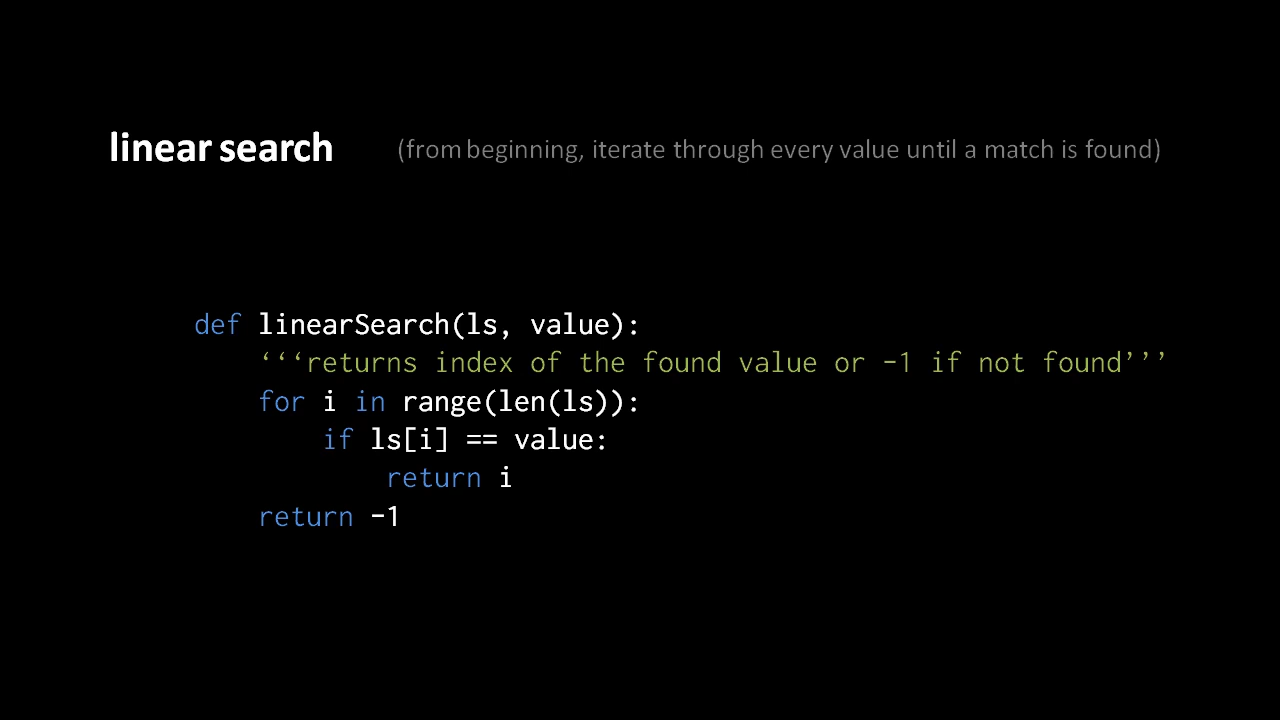 linear search (from beginning, iterate through every value until a match is found)
def linearSearch(ls, value):
    ‘‘‘returns index of the found value or -1 if not found’’’
    for i in range(len(ls)):
        if ls[i] == value:
            return i
    return -1